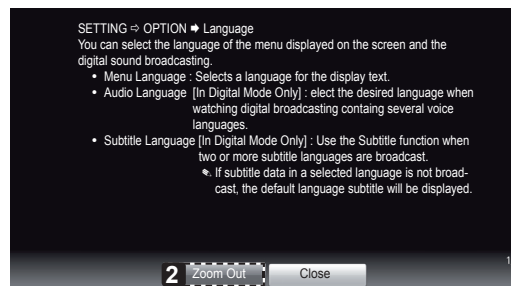 SETTING ⇨ OPTION ➡ Language
You can select the language of the menu displayed on the screen and the
digital sound broadcasting.
• Menu Language : Selects a language for the display text.
• Audio Language [In Digital Mode Only] : elect the desired language when
watching digital broadcasting containg several voice
languages.
• Subtitle Language [In Digital Mode Only] : Use the Subtitle function when
two or more subtitle languages are broadcast.
✎ If subtitle data in a selected language is not broad-
cast, the default language subtitle will be displayed.
1
2 Zoom Out Close